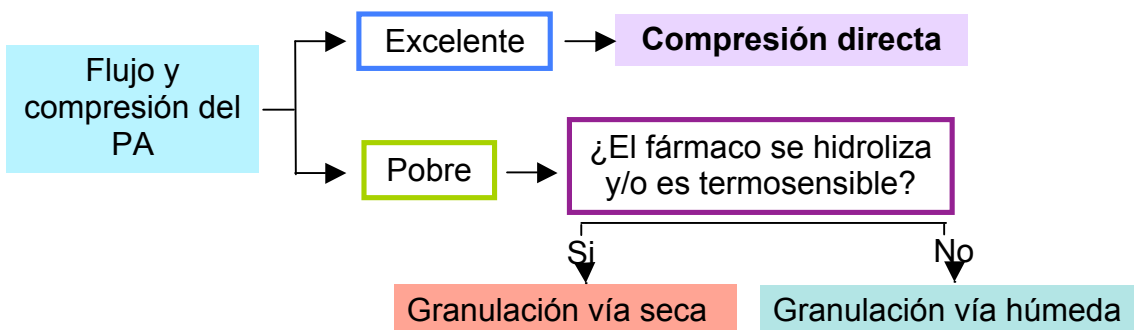 Flujo y
compresión del
PA
Excelente
Compresión directa
Pobre
¿El fármaco se hidroliza
y/o es termosensible?
Si
No
Granulación vía seca
Granulación vía húmeda